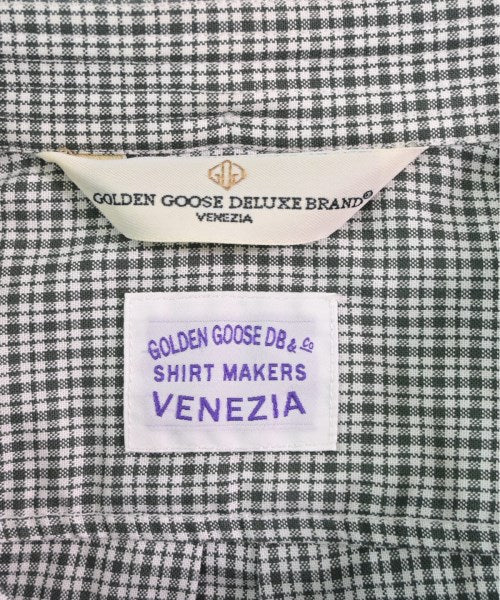 GOLDEN GOOSE DELUXE BRAND®
VENEZIA
GOLDEN GOOSE DB & Co
SHIRT MAKERS
VENEZIA